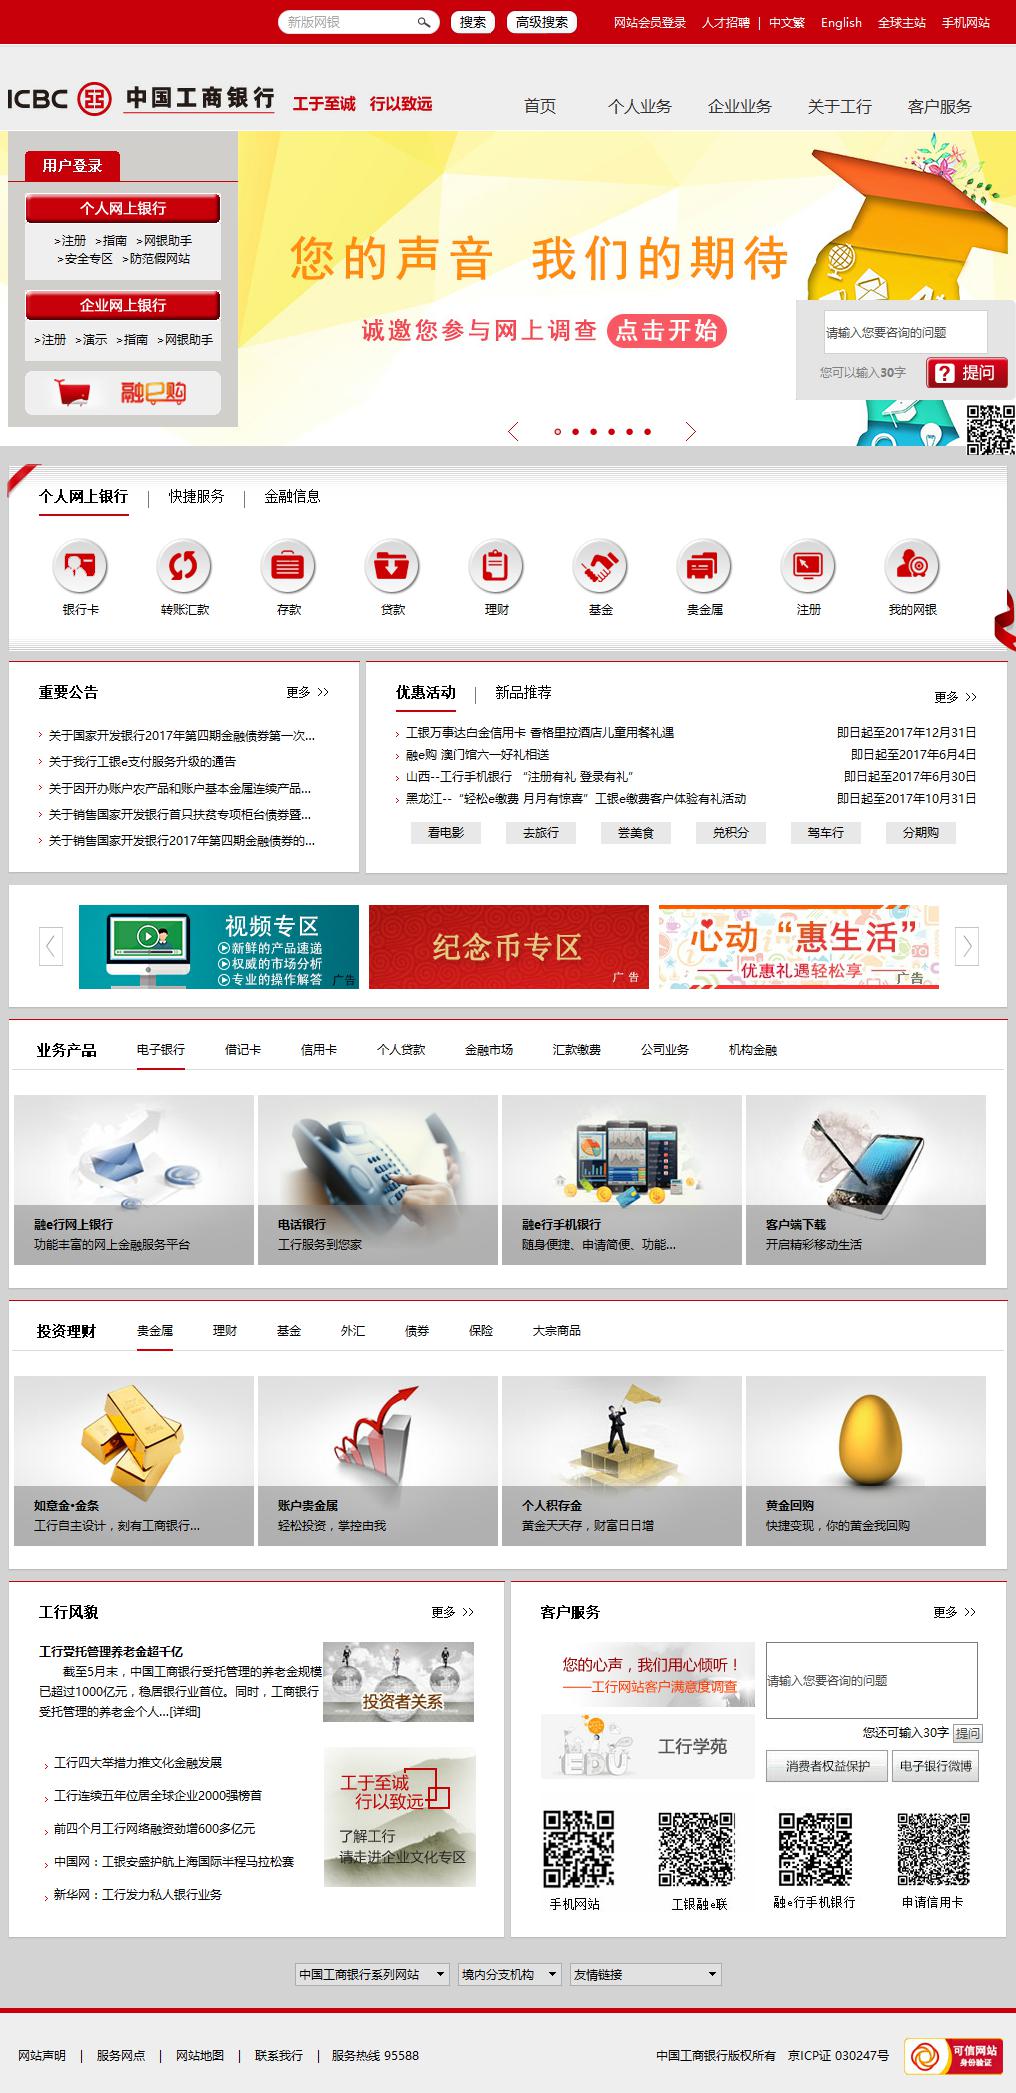 新版网银 搜索 高级搜索 网站会员登录 人才招聘 | 中文繁 English 全球主站 手机网站
ICBC 中国工商银行 工于至诚 行以致远
首页 个人业务 企业业务 关于工行 客户服务
用户登录
个人网上银行
>注册 >指南 >网银助手
>安全专区 >防范假网站
企业网上银行
>注册 >演示 >指南 >网银助手
融e购
您的声音 我们的期待
诚邀您参与网上调查 点击开始
请输入您要咨询的问题
您可以输入30字 提问
个人网上银行 | 快捷服务 | 金融信息
银行卡 转账汇款 存款 贷款 理财 基金 贵金属 注册 我的网银
重要公告 更多 >>
关于国家开发银行2017年第四期金融债券第一次...
关于我行工银e支付服务升级的通告
关于因开办账户农产品和账户基本金属连续产品...
关于销售国家开发银行首只扶贫专项柜台债券暨...
关于销售国家开发银行2017年第四期金融债券的...
优惠活动 | 新品推荐 更多 >>
工银万事达白金信用卡 香格里拉酒店儿童用餐礼遇 即日起至2017年12月31日
融e购 澳门馆六一好礼相送 即日起至2017年6月4日
山西--工行手机银行 “注册有礼 登录有礼” 即日起至2017年6月30日
黑龙江--“轻松e缴费 月月有惊喜”工银e缴费客户体验有礼活动 即日起至2017年10月31日
看电影 去旅行 尝美食 兑积分 驾车行 分期购
视频专区
新鲜的产品速递
权威的市场分析
专业的操作解答 广告
纪念币专区
广告
心动“惠生活”
优惠礼遇轻松享
广告
业务产品 电子银行 借记卡 信用卡 个人贷款 金融市场 汇款缴费 公司业务 机构金融
融e行网上银行
功能丰富的网上金融服务平台
电话银行
工行服务到您家
融e行手机银行
随身便捷、申请简便、功能...
客户端下载
开启精彩移动生活
投资理财 贵金属 理财 基金 外汇 债券 保险 大宗商品
如意金•金条
工行自主设计，刻有工商银行...
账户贵金属
轻松投资，掌控由我
个人积存金
黄金天天存，财富日日增
黄金回购
快捷变现，你的黄金我回购
工行风貌 更多 >>
工行受托管理养老金超千亿
截至5月末，中国工商银行受托管理的养老金规模
已超过1000亿元，稳居银行业首位。同时，工商银行
受托管理的养老金个人...[详细]
投资者关系
工行四大举措力推文化金融发展
工行连续五年位居全球企业2000强榜首
前四个月工行网络融资劲增600多亿元
中国网：工银安盛护航上海国际半程马拉松赛
新华网：工行发力私人银行业务
工于至诚
行以致远
了解工行
请走进企业文化专区
客户服务 更多 >>
您的心声，我们用心倾听！
——工行网站客户满意度调查
EDU 工行学苑
请输入您要咨询的问题
您还可输入30字 提问
消费者权益保护 电子银行微博
手机网站 工银融e联 融e行手机银行 申请信用卡
中国工商银行系列网站 境内分支机构 友情链接
网站声明 | 服务网点 | 网站地图 | 联系我行 | 服务热线 95588
中国工商银行版权所有 京ICP证 030247号
可信网站
身份验证